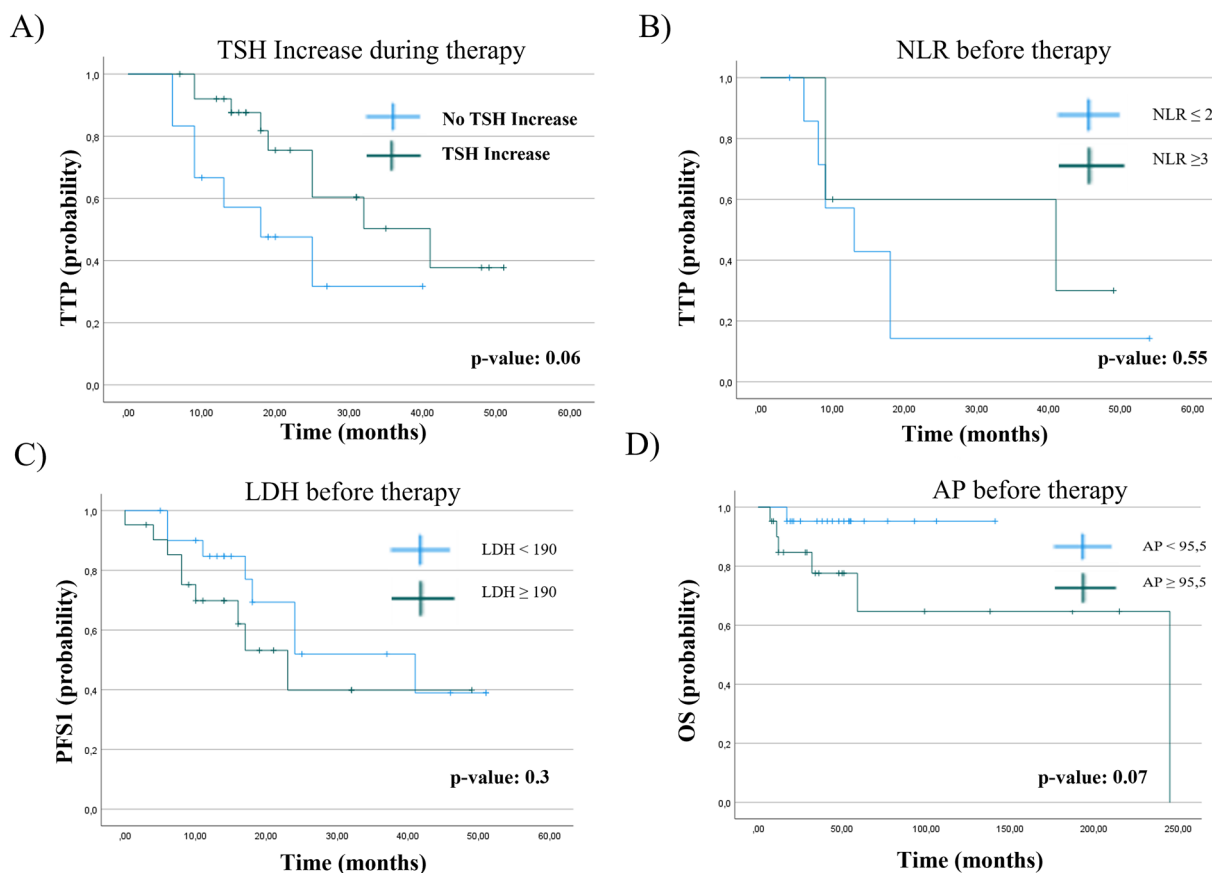 A)
TSH Increase during therapy
1,0
0,8
0,6
0,4
0,2
0,0
TTP (probability)
No TSH Increase
TSH Increase
p-value: 0.06
,00 10,00 20,00 30,00 40,00 50,00 60,00
Time (months)
B)
NLR before therapy
1,0
0,8
0,6
0,4
0,2
0,0
TTP (probability)
NLR ≤ 2
NLR ≥3
p-value: 0.55
,00 10,00 20,00 30,00 40,00 50,00 60,00
Time (months)
C)
LDH before therapy
1,0
0,8
0,6
0,4
0,2
0,0
PFS1 (probability)
LDH < 190
LDH ≥ 190
p-value: 0.3
,00 10,00 20,00 30,00 40,00 50,00 60,00
Time (months)
D)
AP before therapy
1,0
0,8
0,6
0,4
0,2
0,0
OS (probability)
AP < 95,5
AP ≥ 95,5
p-value: 0.07
,00 50,00 100,00 150,00 200,00 250,00
Time (months)